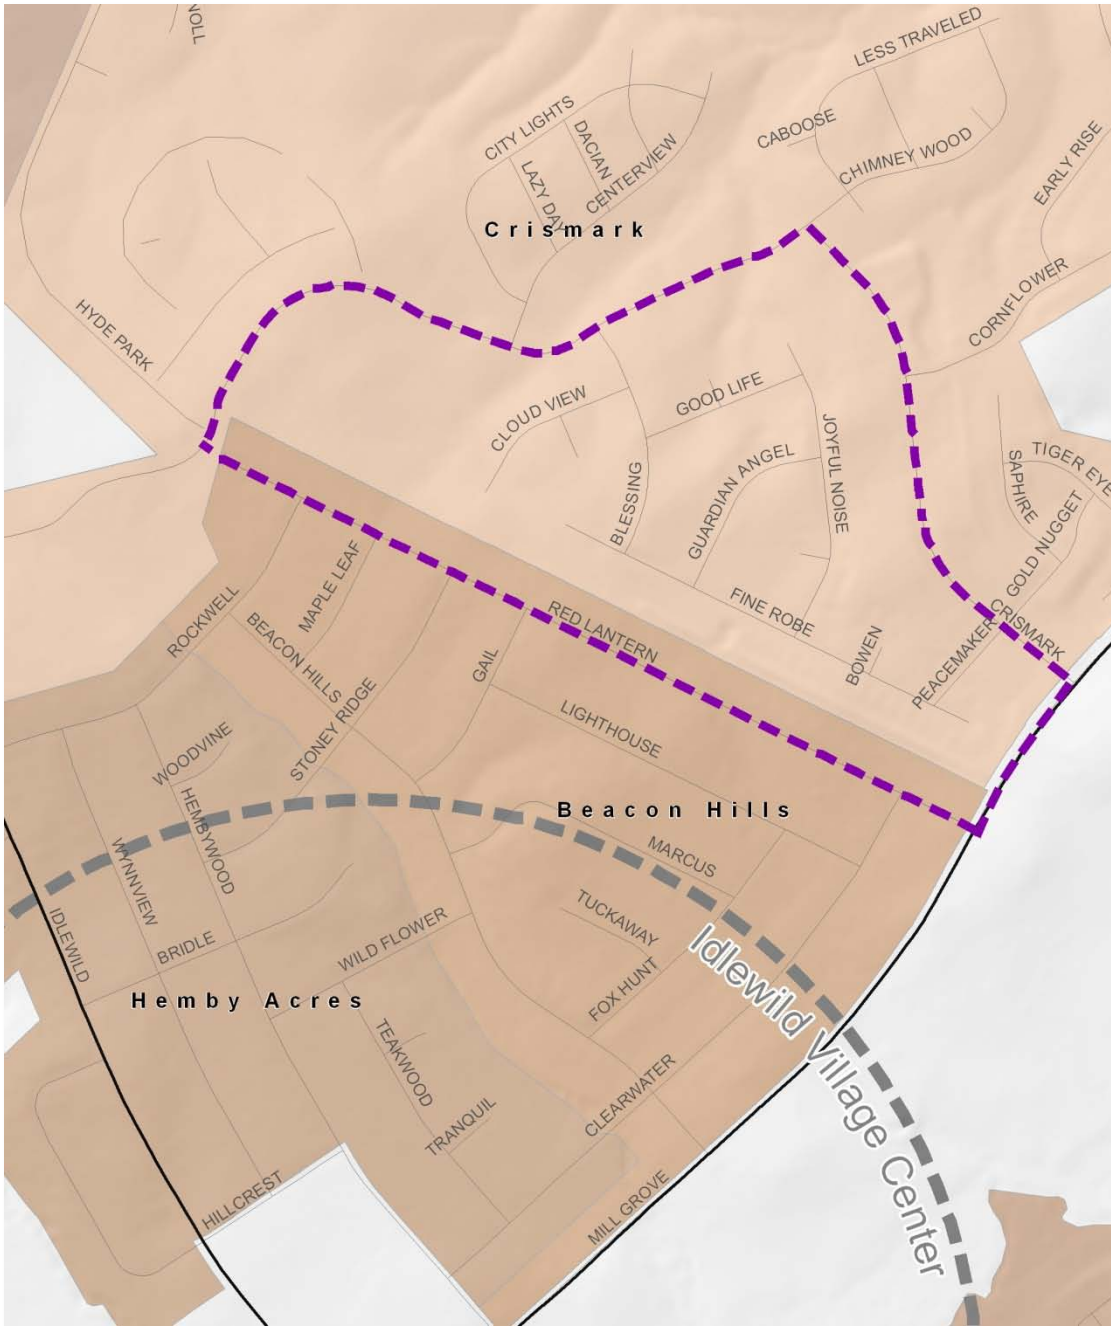 NOLL
LESS TRAVELED
CITY LIGHTS
CABOOSE
DACIAN
CHIMNEY WOOD
EARLY RISE
LAZY DAY
CENTERVIEW
Crismark
CORNFLOWER
HYDE PARK
GOOD LIFE
CLOUD VIEW
JOYFUL NOISE
TIGER EYE
GUARDIAN ANGEL
SAPHIRE
BLESSING
GOLD NUGGET
MAPLE LEAF
ROCKWELL
FINE ROBE
RED LANTERN
CRISMARK
BEACON HILLS
BOWEN
PEACEMAKER
GAIL
STONEY RIDGE
LIGHTHOUSE
WOODVINE
Beacon Hills
HEMBYWOOD
MARCUS
WYNNVIEW
TUCKAWAY
IDLEWILD
BRIDLE
WILD FLOWER
Idlewild Village Center
FOX HUNT
Hemby Acres
TEAKWOOD
CLEARWATER
TRANQUIL
HILLCREST
MILL GROVE